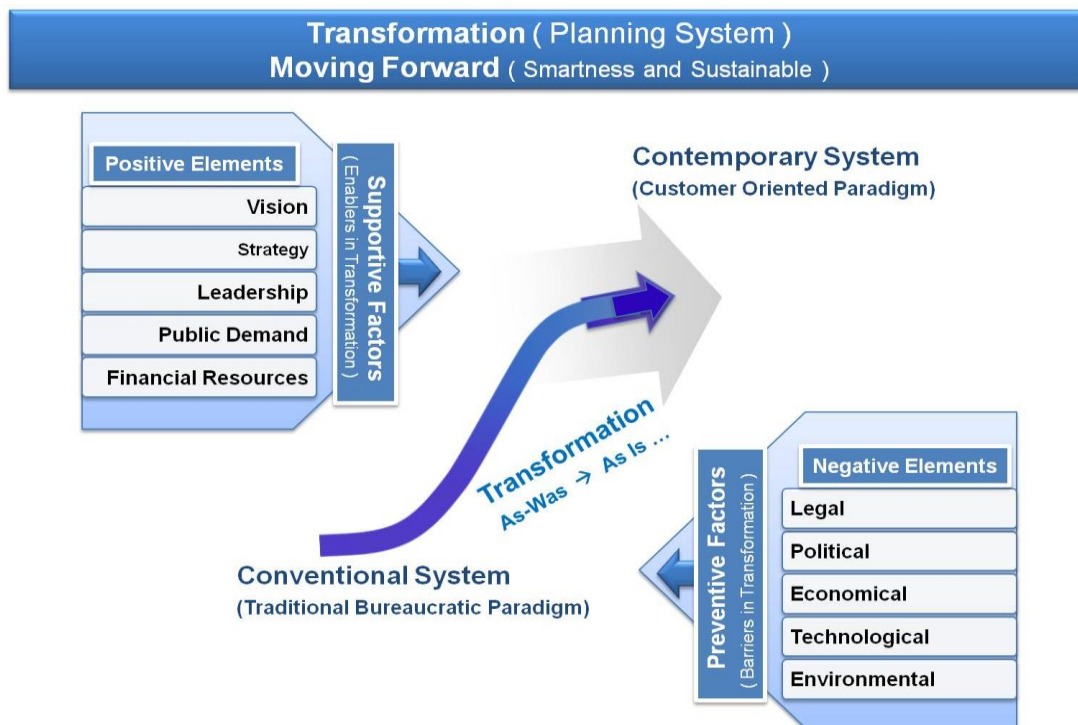 Transformation ( Planning System )
Moving Forward ( Smartness and Sustainable )
Positive Elements
Vision
Strategy
Leadership
Public Demand
Financial Resources
Supportive Factors
( Enablers in Transformation )
Contemporary System
(Customer Oriented Paradigm)
Transformation
As-Was → As Is ...
Conventional System
(Traditional Bureaucratic Paradigm)
Preventive Factors
( Barriers in Transformation )
Negative Elements
Legal
Political
Economical
Technological
Environmental